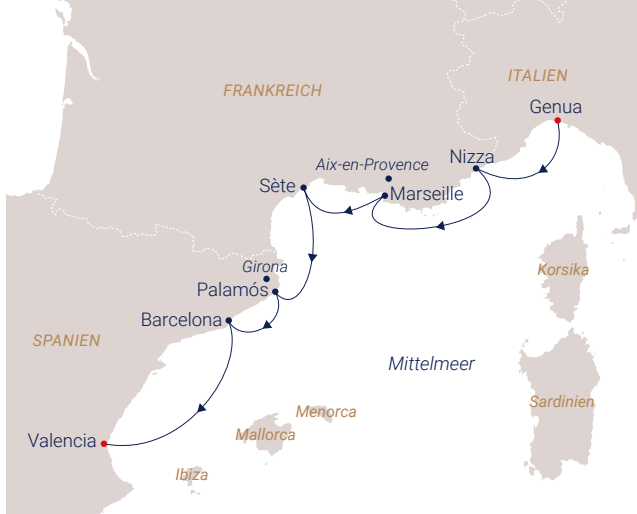 ITALIEN
FRANKREICH
Genua
Nizza
Aix-en-Provence
Sète
Marseille
Girona
Korsika
Palamós
Barcelona
SPANIEN
Mittelmeer
Sardinien
Menorca
Mallorca
Valencia
Ibiza